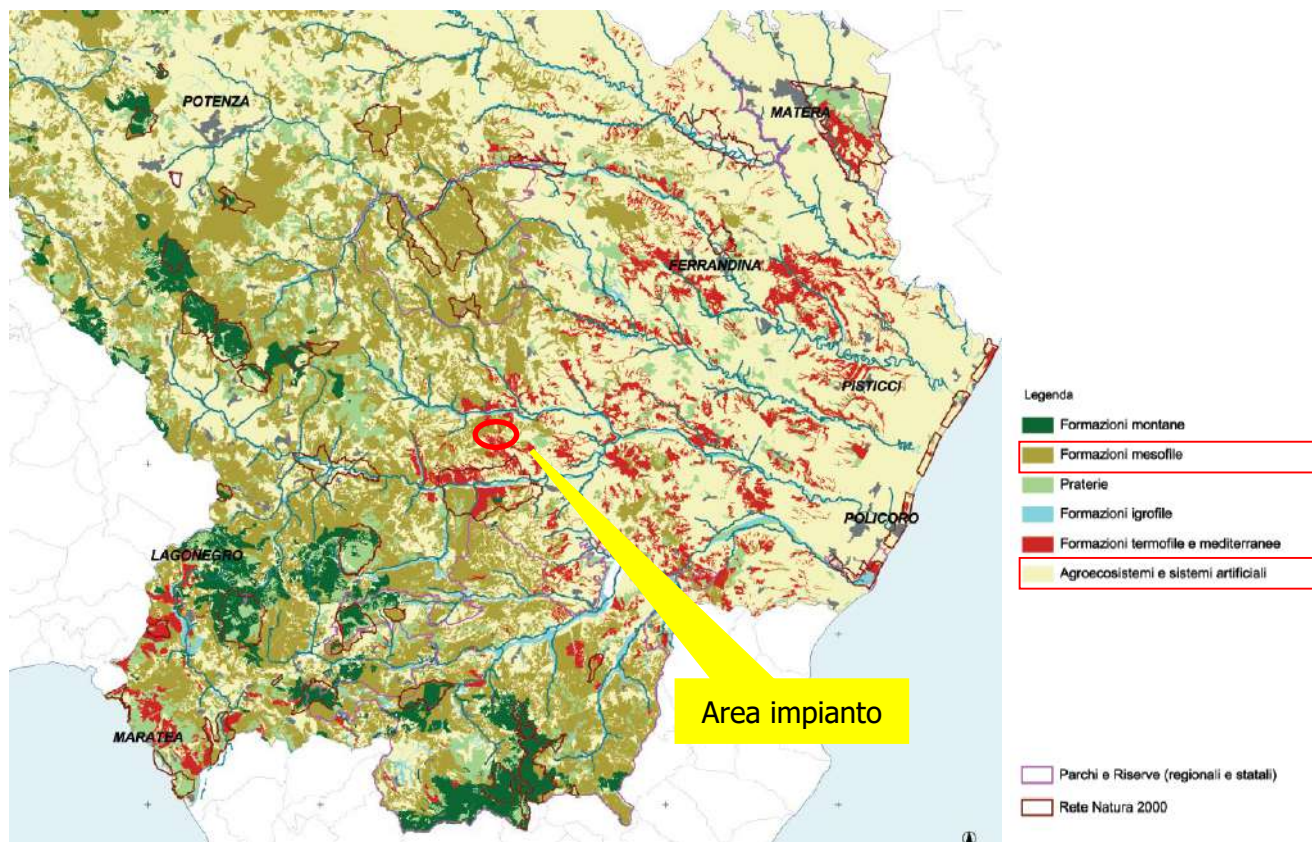 POTENZA
MATERA
FERRANDINA
PISTICCI
POLICORO
LAGONEGRO
MARATEA
Area impianto
Legenda
Formazioni montane
Formazioni mesofile
Praterie
Formazioni igrofile
Formazioni termofile e mediterranee
Agroecosistemi e sistemi artificiali
Parchi e Riserve (regionali e statali)
Rete Natura 2000